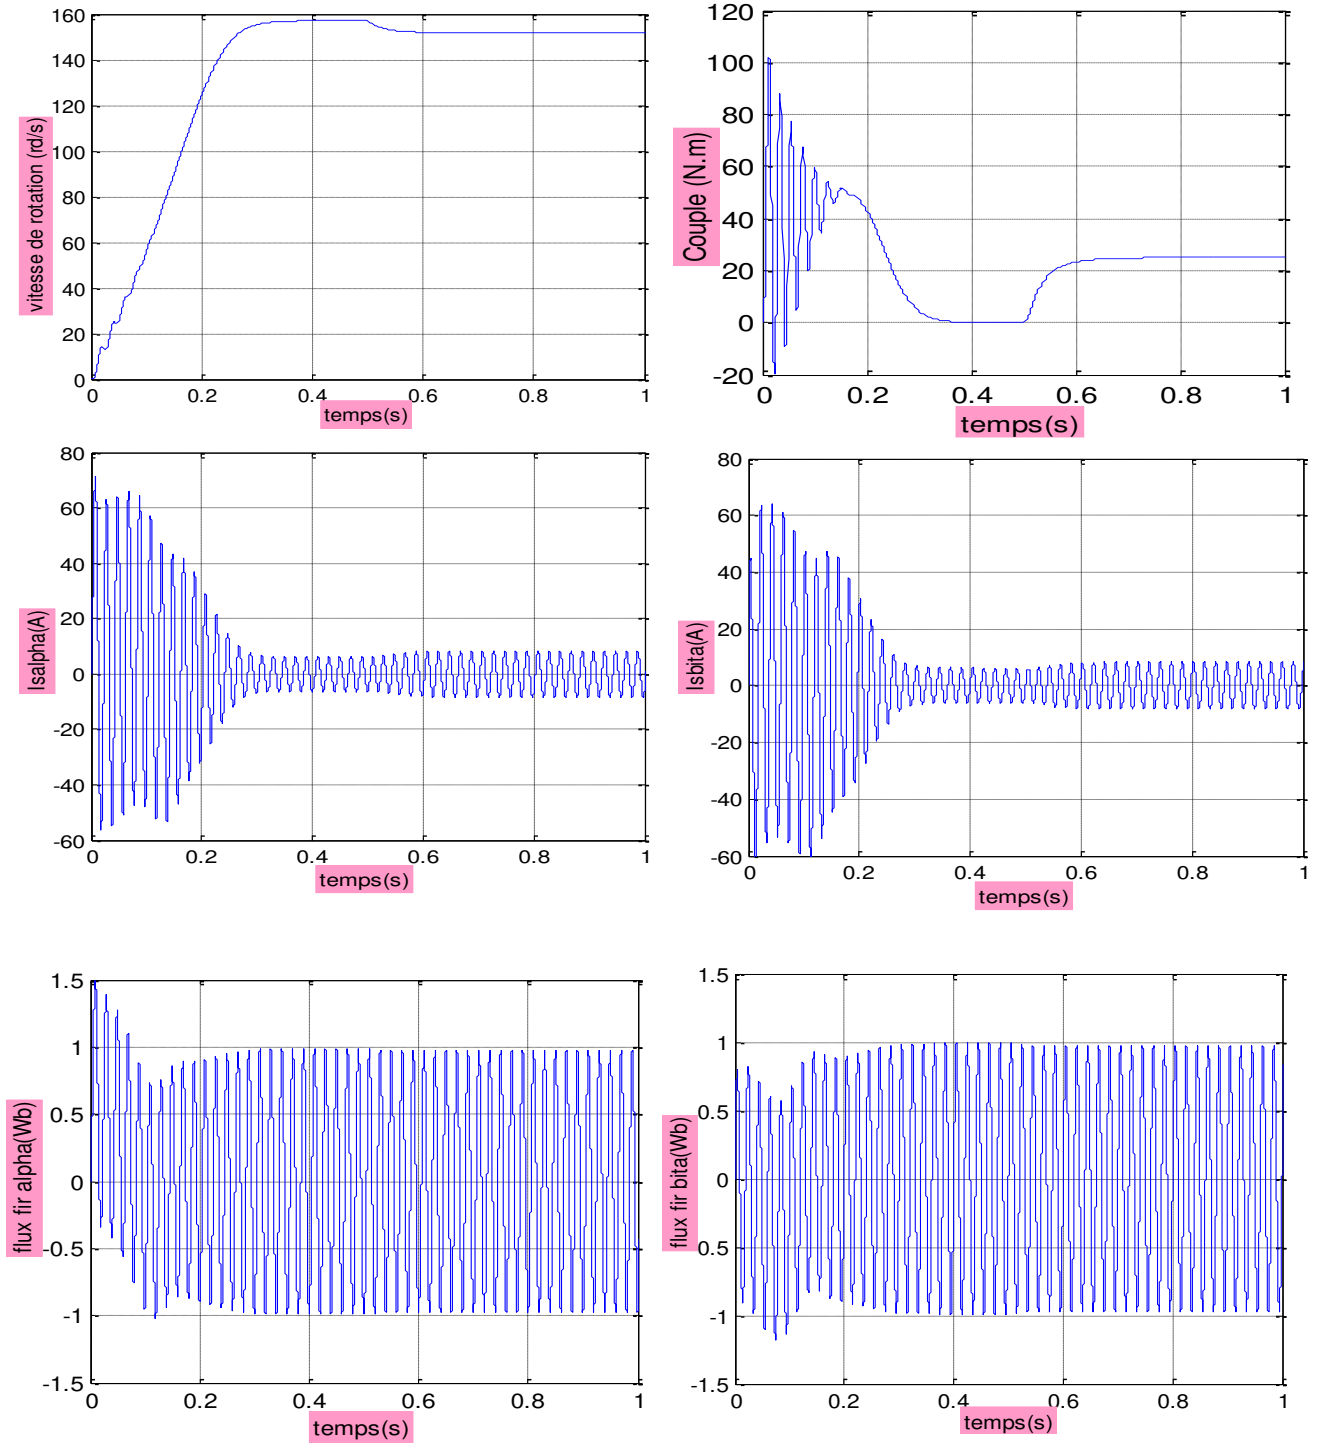 160
140
120
100
80
60
40
20
0
vitesse de rotation (rd/s)
0 0.2 0.4 0.6 0.8 1
temps(s)
120
100
80
60
40
20
0
-20
Couple (N.m)
0 0.2 0.4 0.6 0.8 1
temps(s)
80
60
40
20
0
-20
-40
-60
Isalpha(A)
0 0.2 0.4 0.6 0.8 1
temps(s)
80
60
40
20
0
-20
-40
-60
Isbita(A)
0 0.2 0.4 0.6 0.8 1
temps(s)
1.5
1
0.5
0
-0.5
-1
-1.5
flux fir alpha(Wb)
0 0.2 0.4 0.6 0.8 1
temps(s)
1.5
1
0.5
0
-0.5
-1
-1.5
flux fir bita(Wb)
0 0.2 0.4 0.6 0.8 1
temps(s)